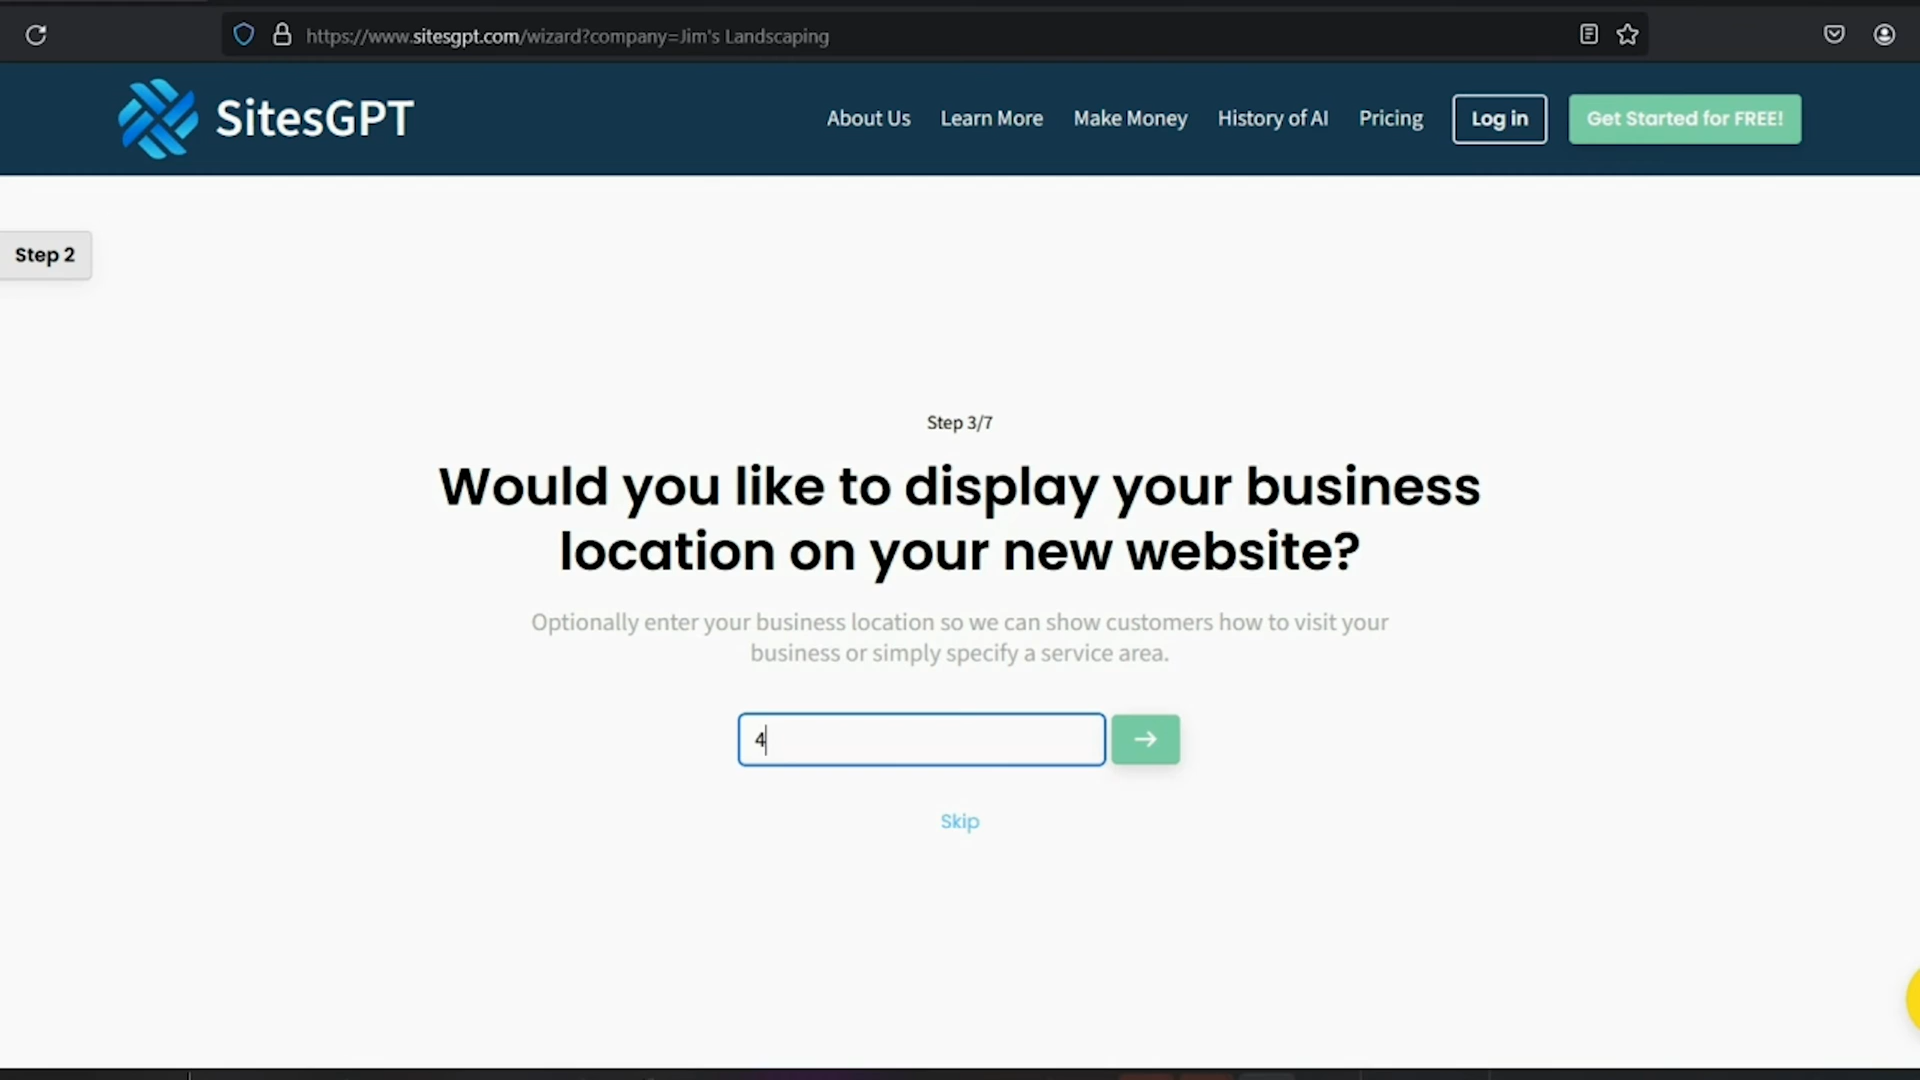 https://www.sitesgpt.com/wizard?company=Jim's Landscaping
SitesGPT
About Us
Learn More
Make Money
History of AI
Pricing
Log in
Get Started for FREE!
Step 2
Step 3/7
Would you like to display your business
location on your new website?
Optionally enter your business location so we can show customers how to visit your
business or simply specify a service area.
4
Skip